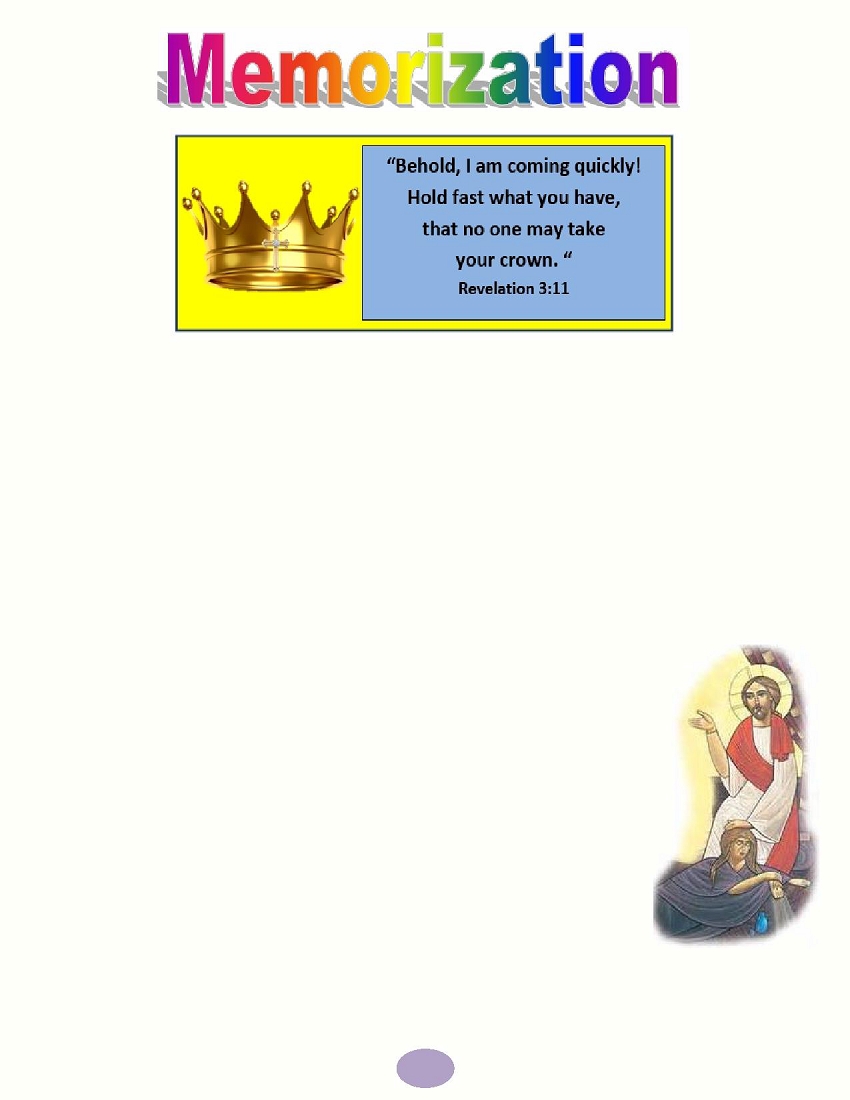 Memorization
“Behold, I am coming quickly!
Hold fast what you have,
that no one may take
your crown. “
Revelation 3:11